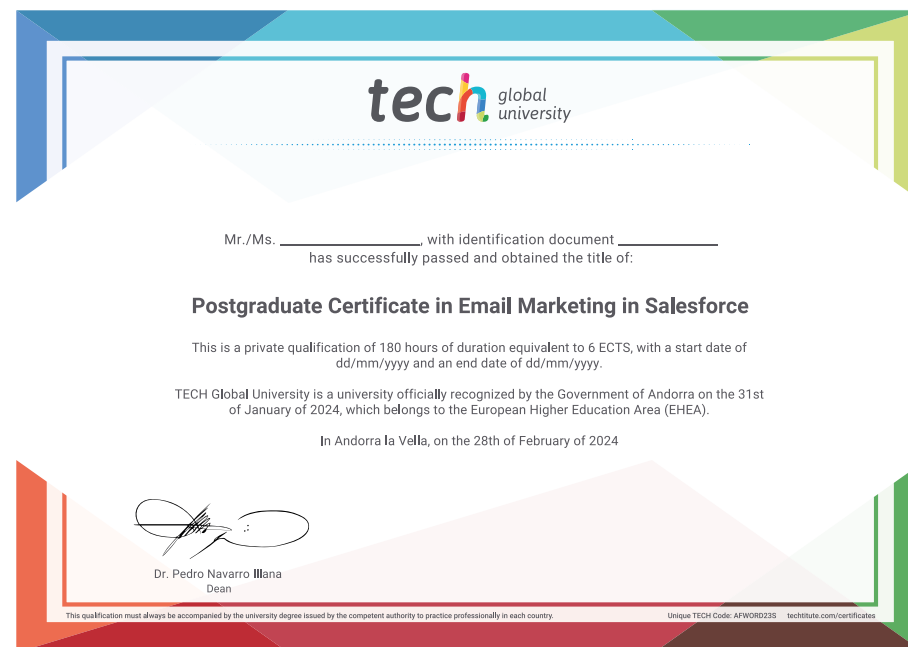 tech global university
Mr./Ms. ____________, with identification document ____________
has successfully passed and obtained the title of:
Postgraduate Certificate in Email Marketing in Salesforce
This is a private qualification of 180 hours of duration equivalent to 6 ECTS, with a start date of
dd/mm/yyyy and an end date of dd/mm/yyyy.
TECH Global University is a university officially recognized by the Government of Andorra on the 31st
of January of 2024, which belongs to the European Higher Education Area (EHEA).
In Andorra la Vella, on the 28th of February of 2024
Dr. Pedro Navarro Illana
Dean
This qualification must always be accompanied by the university degree issued by the competent authority to practice professionally in each country.
Unique TECH Code: AFWORD23S techtitute.com/certificates